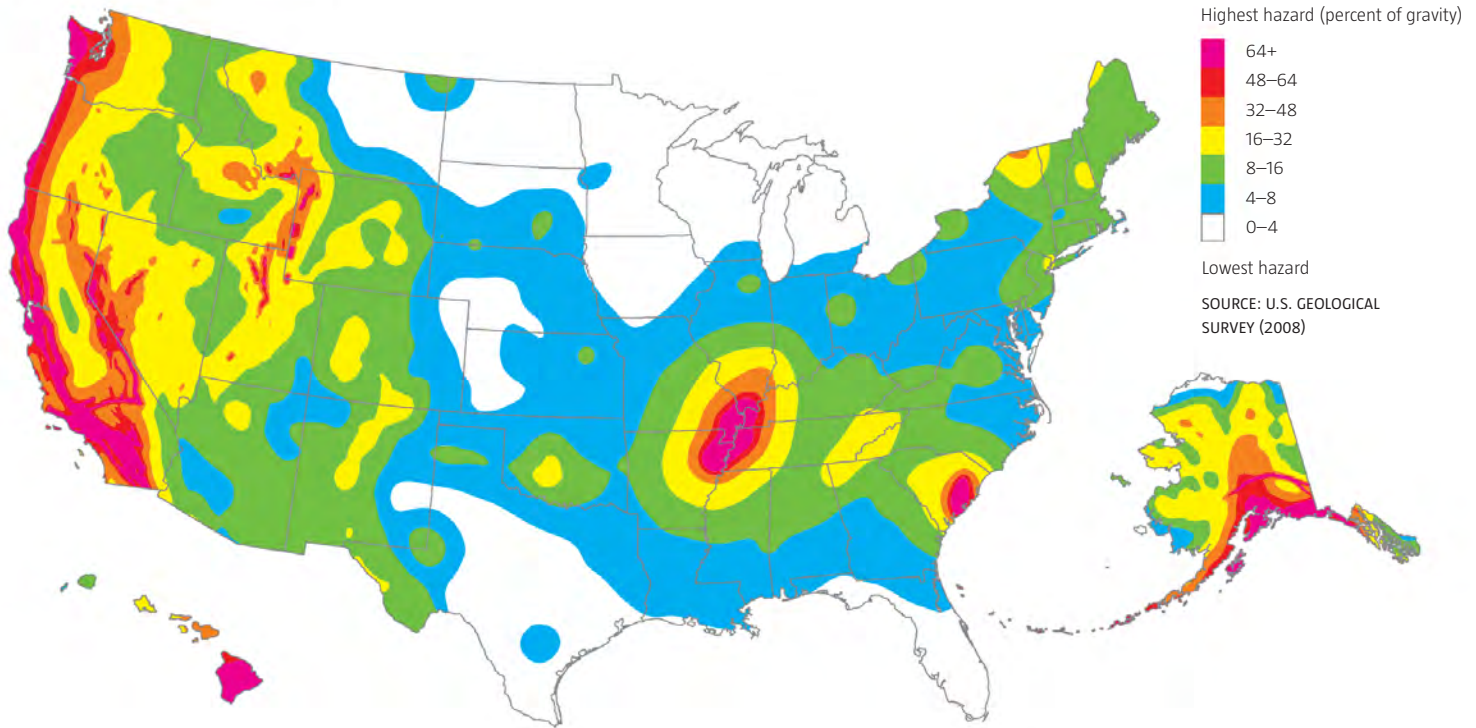 Highest hazard (percent of gravity)
64+
48–64
32–48
16–32
8–16
4–8
0–4
Lowest hazard
SOURCE: U.S. GEOLOGICAL
SURVEY (2008)